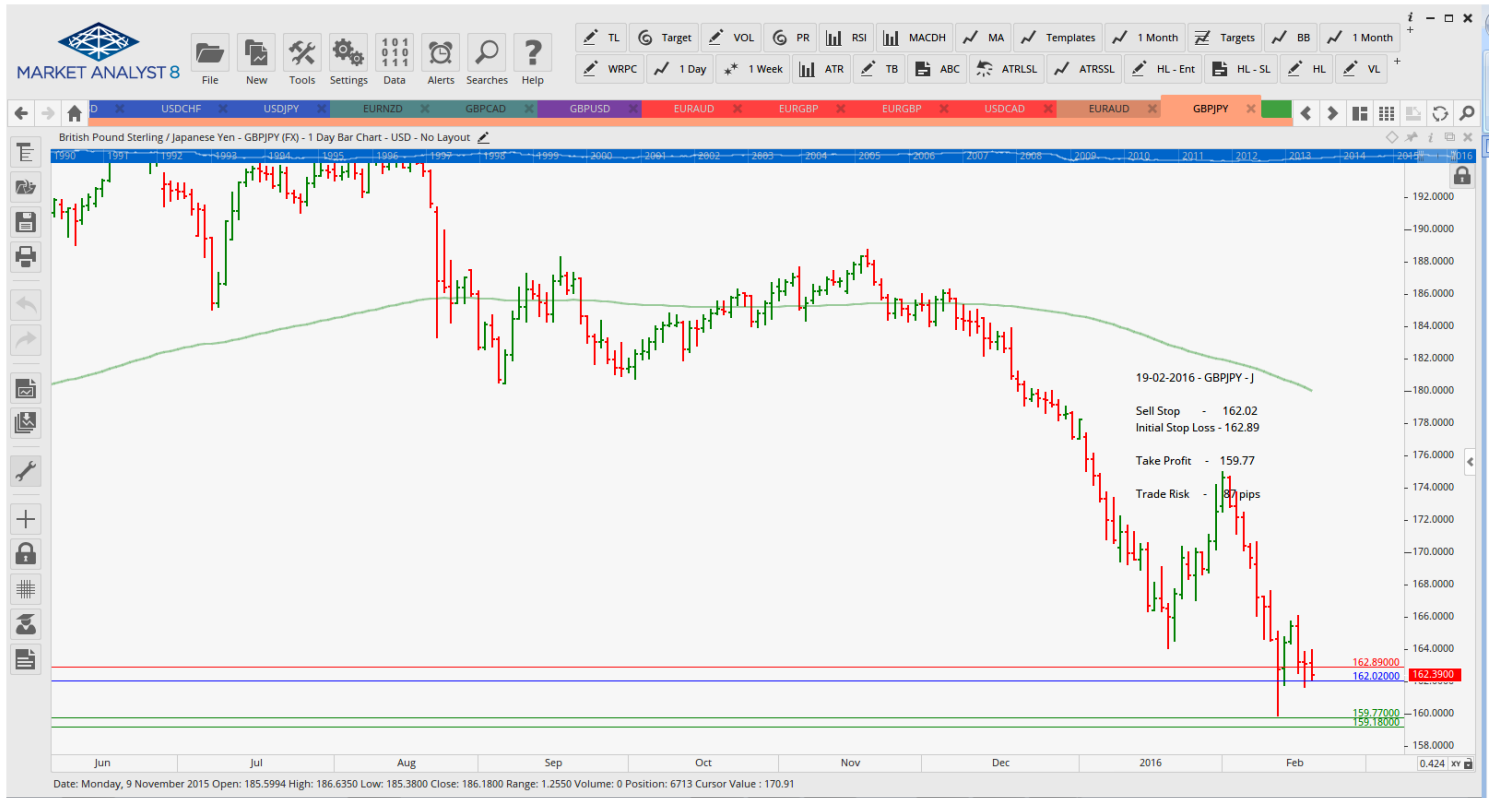 MARKET ANALYST 8
File New Tools Settings Data Alerts Searches Help
101
010
111
TL Target VOL PR RSI MACDH MA Templates 1 Month Targets BB 1 Month +
WRPC 1 Day 1 Week ATR TB ABC ATRLSL ATRSSL HL - Ent HL - SL HL VL +
D USDCHF USDJPY EURNZD GBPCAD GBPUSD EURAUD EURGBP EURGBP USDCAD EURAUD GBPJPY
British Pound Sterling / Japanese Yen - GBPJPY (FX) - 1 Day Bar Chart - USD - No Layout
1990 1991 1992 1993 1994 1995 1996 1997 1998 1999 2000 2001 2002 2003 2004 2005 2006 2007 2008 2009 2010 2011 2012 2013 2014 2015 2016
192.0000
190.0000
188.0000
186.0000
184.0000
182.0000
19-02-2016 - GBPJPY - J
180.0000
Sell Stop - 162.02
178.0000
Initial Stop Loss - 162.89
176.0000
Take Profit - 159.77
174.0000
Trade Risk - 87 pips
172.0000
170.0000
168.0000
166.0000
164.0000
162.89000
162.3900
162.02000
159.77000
160.0000
159.18000
158.0000
Jun Jul Aug Sep Oct Nov Dec 2016 Feb
0.424 XY
Date: Monday, 9 November 2015 Open: 185.5994 High: 186.6350 Low: 185.3800 Close: 186.1800 Range: 1.2550 Volume: 0 Position: 6713 Cursor Value : 170.91